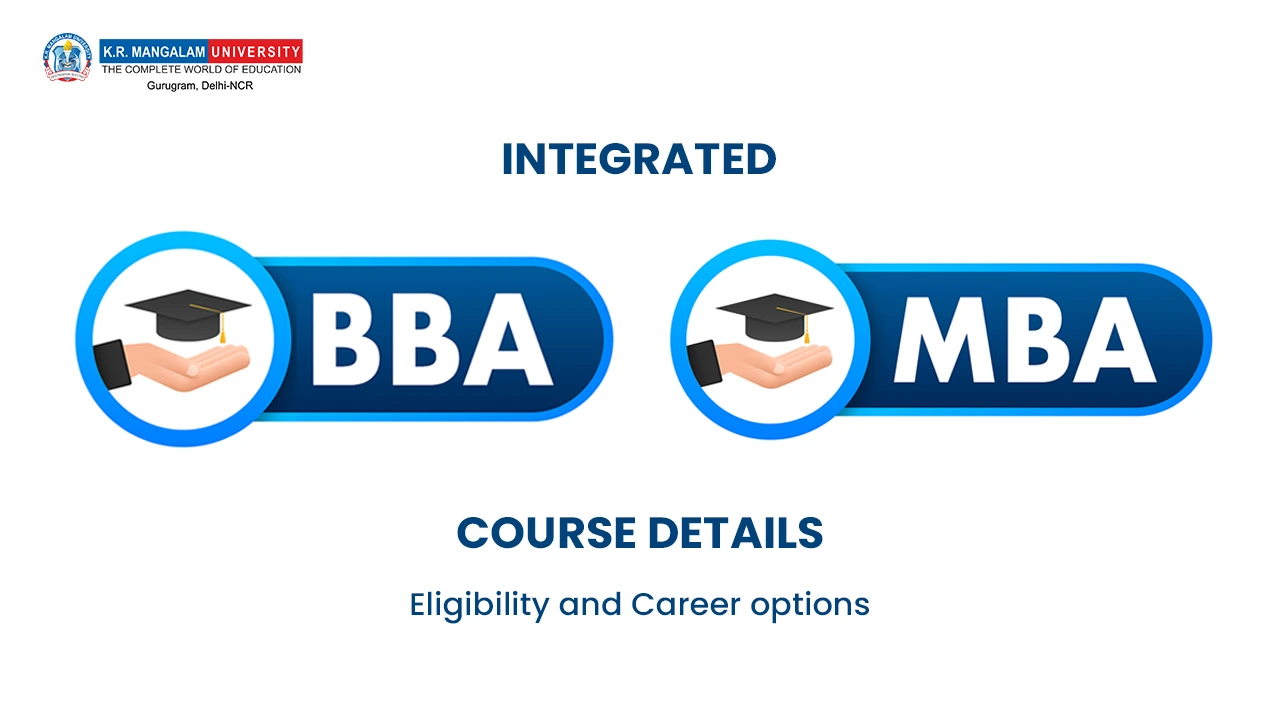 K.R. MANGALAM UNIVERSITY
THE COMPLETE WORLD OF EDUCATION
Gurugram, Delhi-NCR
INTEGRATED
BBA
MBA
COURSE DETAILS
Eligibility and Career options